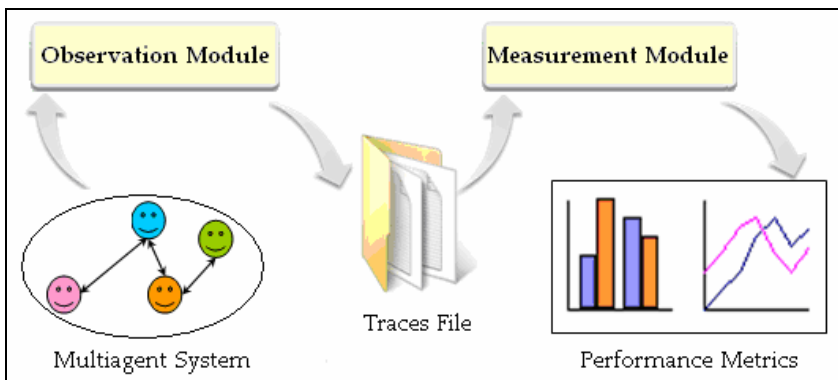 Observation Module
Measurement Module
Traces File
Multiagent System
Performance Metrics